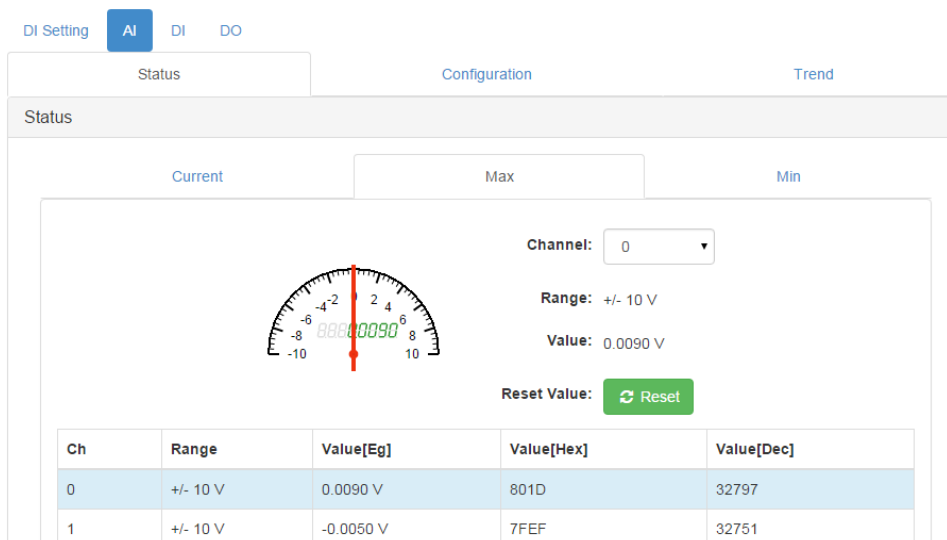 DI Setting AI DI DO
Status Configuration Trend
Status
Current Max Min
Channel: 0
Range: +/- 10 V
Value: 0.0090 V
Reset Value: Reset
-10 -8 -6 -4 -2 0 2 4 6 8 10
0.0090
Ch Range Value[Eg] Value[Hex] Value[Dec]
0 +/- 10 V 0.0090 V 801D 32797
1 +/- 10 V -0.0050 V 7FEF 32751